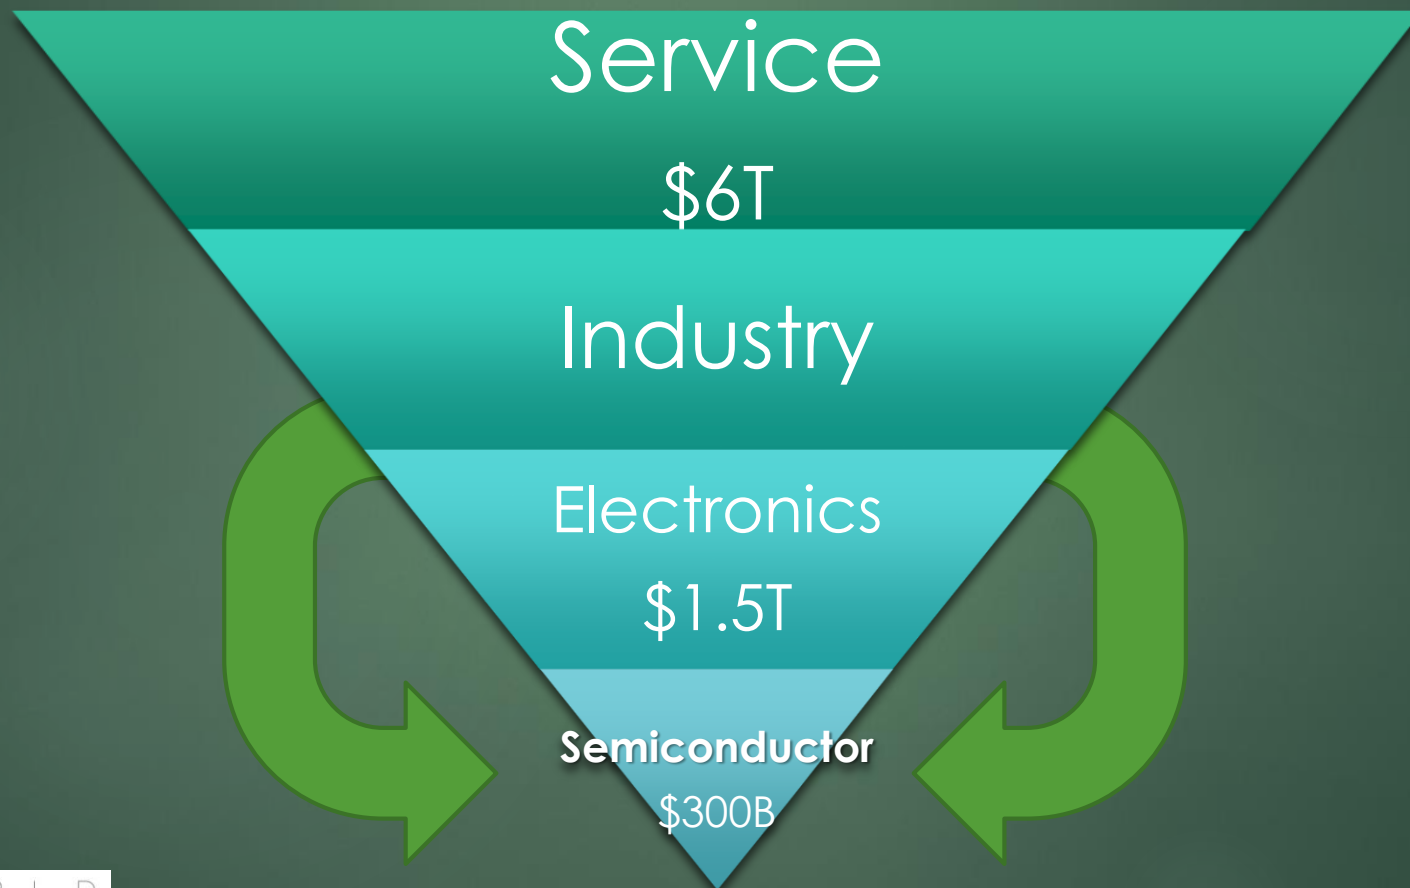 Service
$6T
Industry
Electronics
$1.5T
Semiconductor
$300B